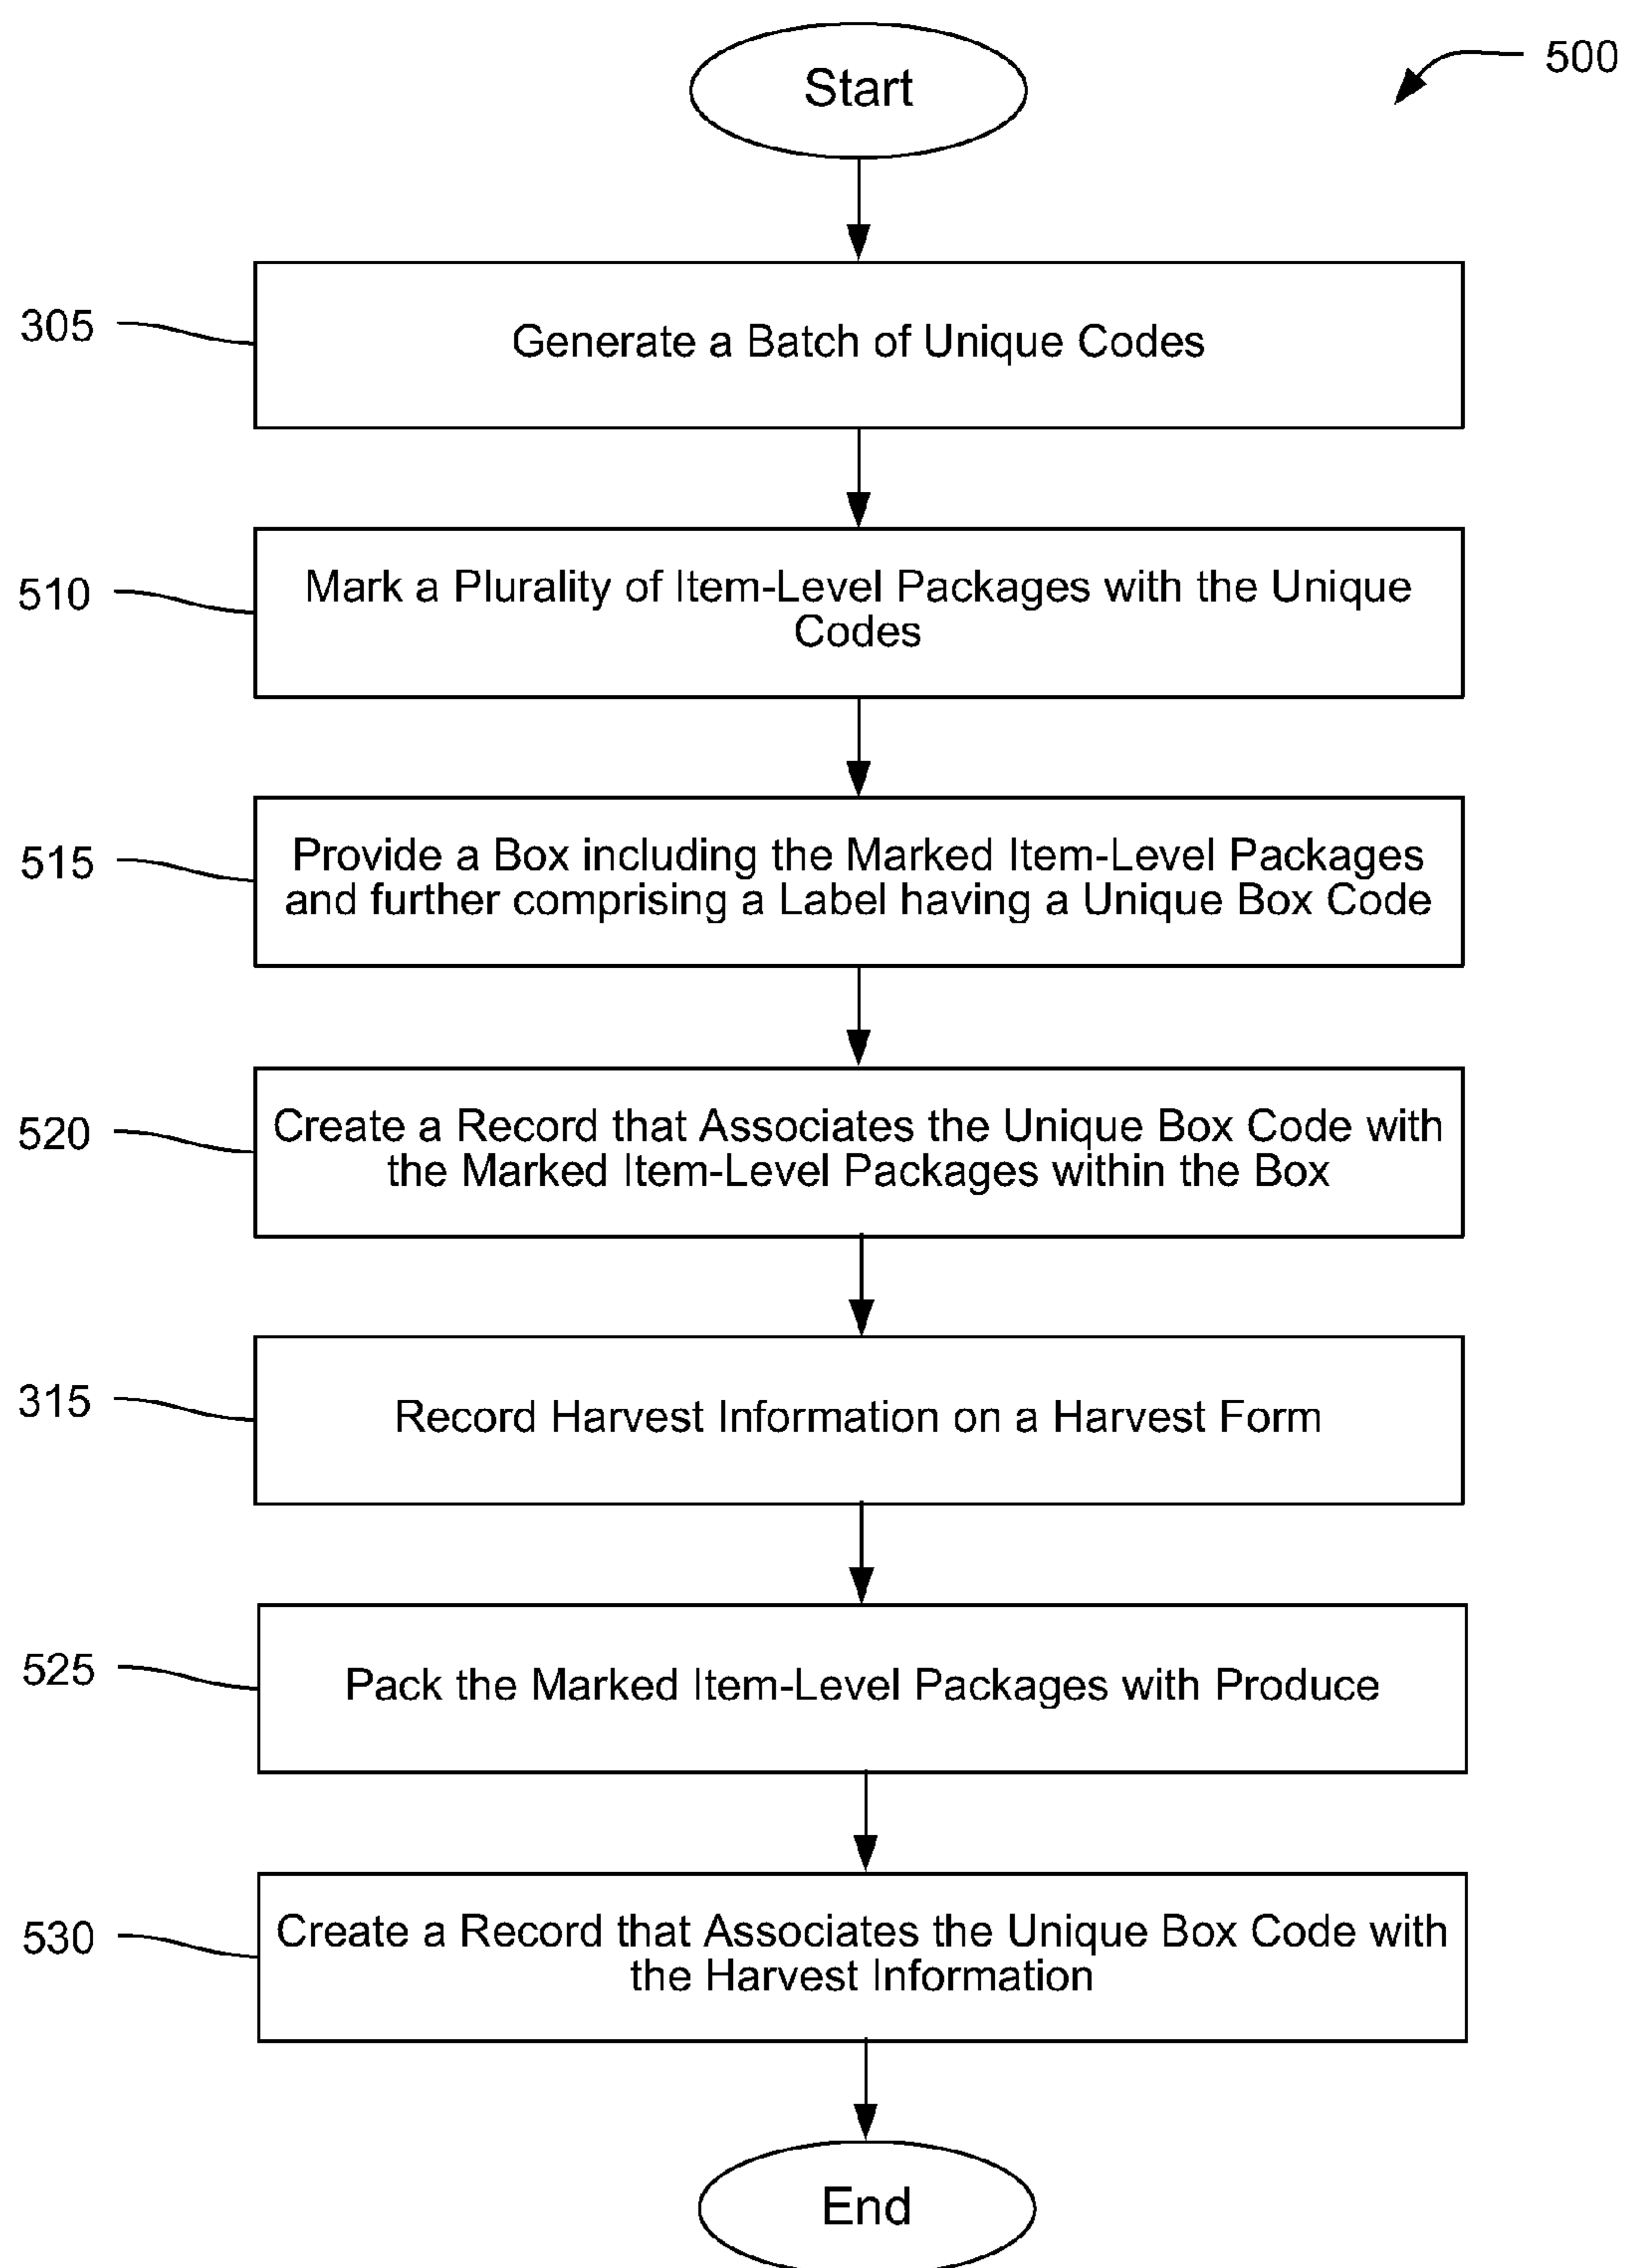 Start
500
305
Generate a Batch of Unique Codes
510
Mark a Plurality of Item-Level Packages with the Unique
Codes
515
Provide a Box including the Marked Item-Level Packages
and further comprising a Label having a Unique Box Code
520
Create a Record that Associates the Unique Box Code with
the Marked Item-Level Packages within the Box
315
Record Harvest Information on a Harvest Form
525
Pack the Marked Item-Level Packages with Produce
530
Create a Record that Associates the Unique Box Code with
the Harvest Information
End